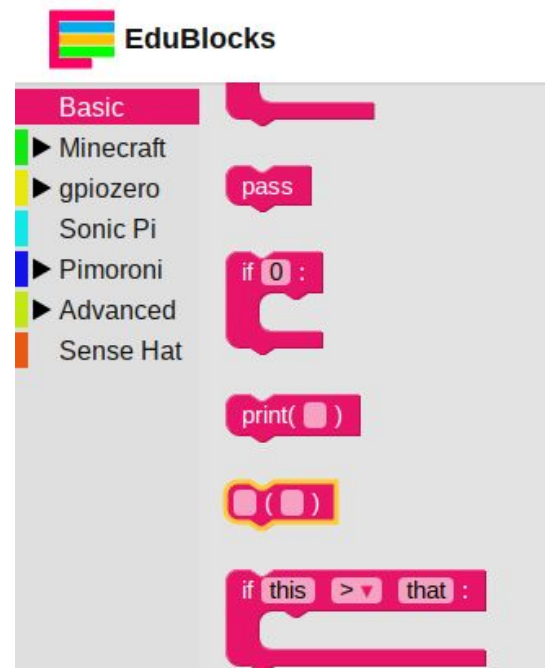 EduBlocks
Basic
Minecraft
gpiozero
Sonic Pi
Pimoroni
Advanced
Sense Hat
pass
if 0 :
print( )
( )
if this > that :